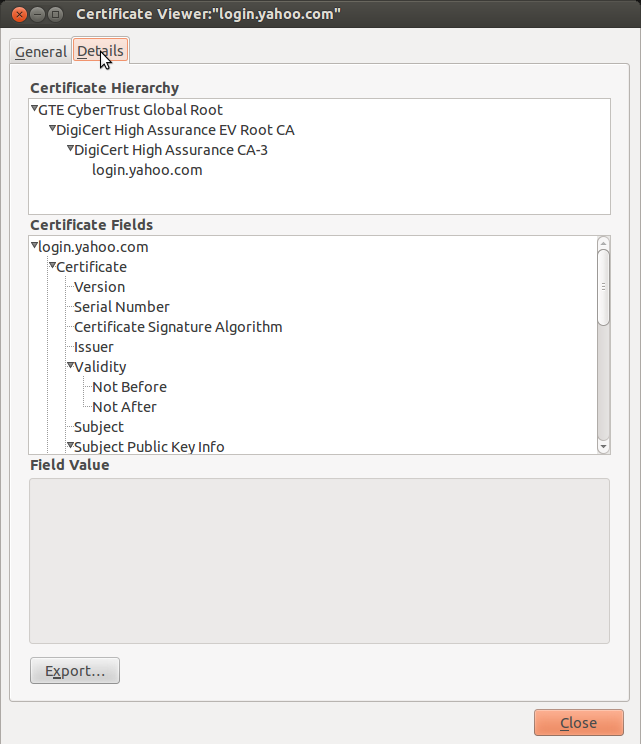 Certificate Viewer:"login.yahoo.com"
General Details
Certificate Hierarchy
GTE CyberTrust Global Root
DigiCert High Assurance EV Root CA
DigiCert High Assurance CA-3
login.yahoo.com
Certificate Fields
login.yahoo.com
Certificate
Version
Serial Number
Certificate Signature Algorithm
Issuer
Validity
Not Before
Not After
Subject
Subject Public Key Info
Field Value
Export...
Close